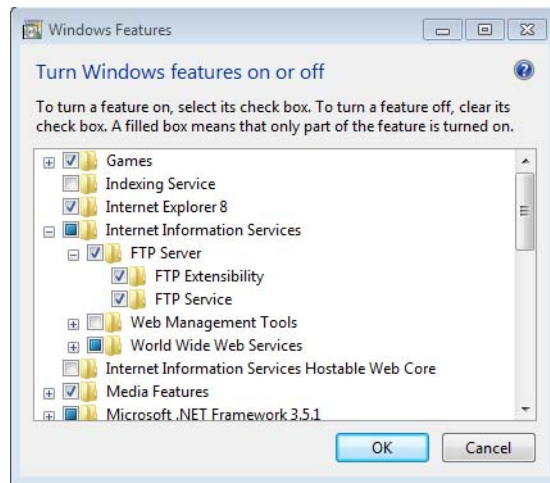 Windows Features
Turn Windows features on or off
To turn a feature on, select its check box. To turn a feature off, clear its
check box. A filled box means that only part of the feature is turned on.
Games
Indexing Service
Internet Explorer 8
Internet Information Services
FTP Server
FTP Extensibility
FTP Service
Web Management Tools
World Wide Web Services
Internet Information Services Hostable Web Core
Media Features
Microsoft .NET Framework 3.5.1
OK Cancel